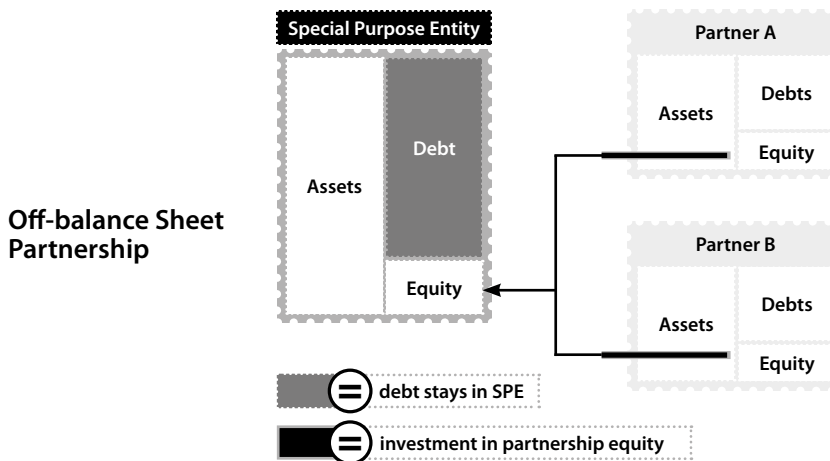 Off-balance Sheet
Partnership
Special Purpose Entity
Assets
Debt
Equity
Partner A
Assets
Debts
Equity
Partner B
Assets
Debts
Equity
= debt stays in SPE
= investment in partnership equity